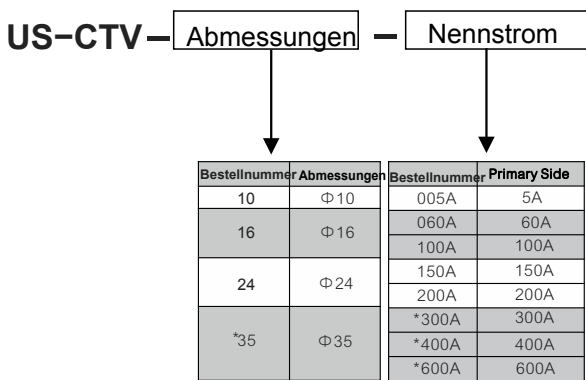 US-CTV – Abmessungen – Nennstrom
Bestellnummer Abmessungen Bestellnummer Primary Side
10 Φ10 005A 5A
16 Φ16 060A 60A
100A 100A
24 Φ24 150A 150A
200A 200A
*35 Φ35 *300A 300A
*400A 400A
*600A 600A